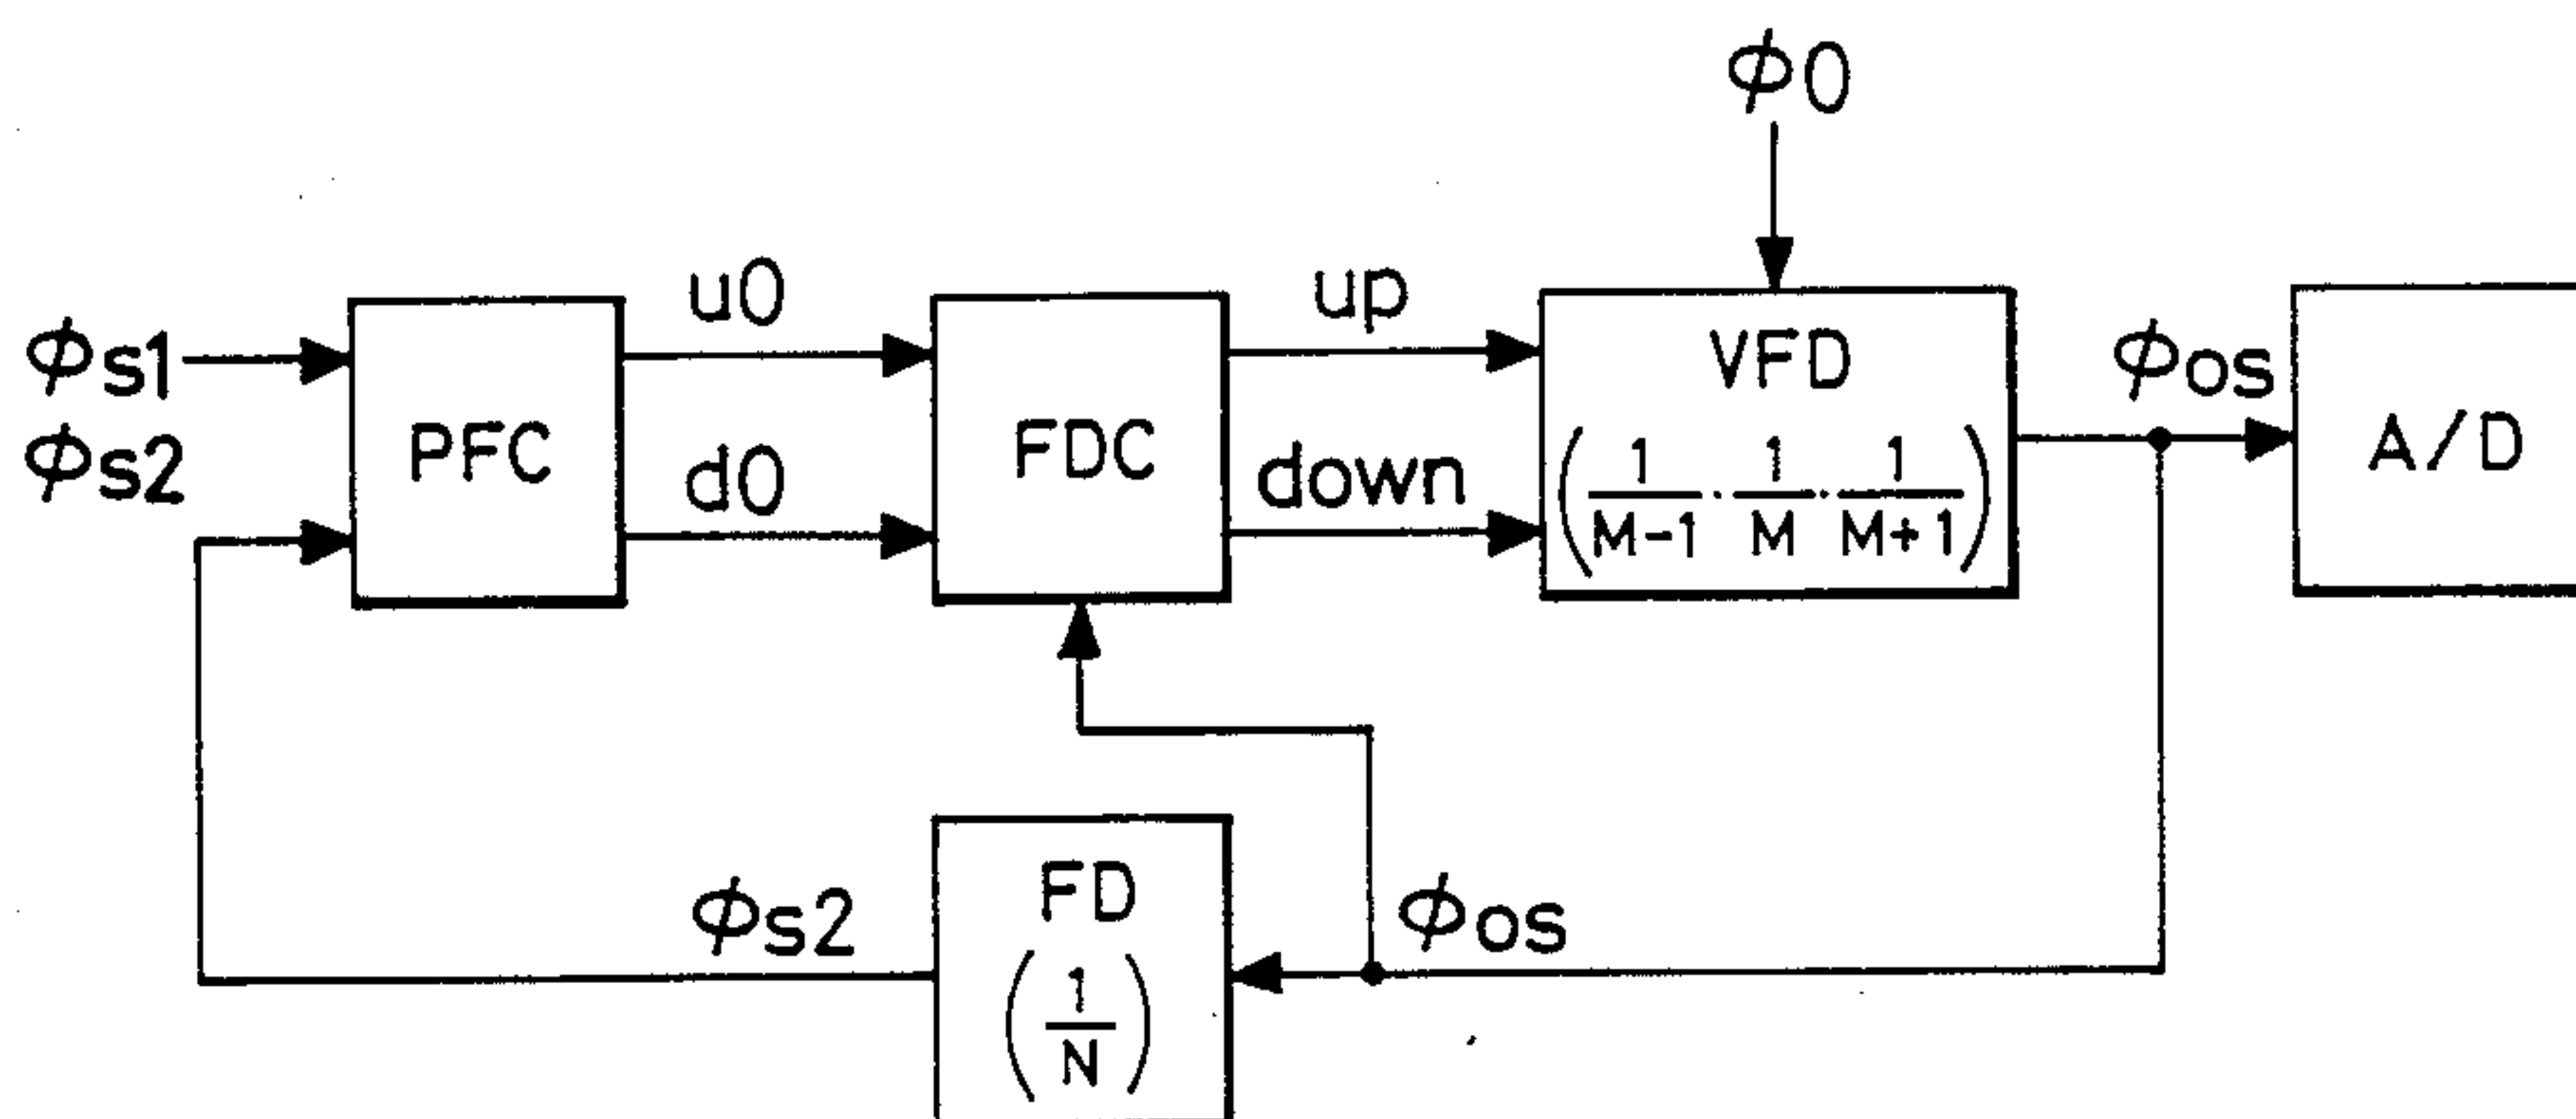 ϕ0
u0
up
ϕs1
VFD
ϕos
ϕs2
PFC
FDC
A/D
d0
down
(1/M-1 · 1/M · 1/M+1)
FD
ϕs2
ϕos
(1/N)